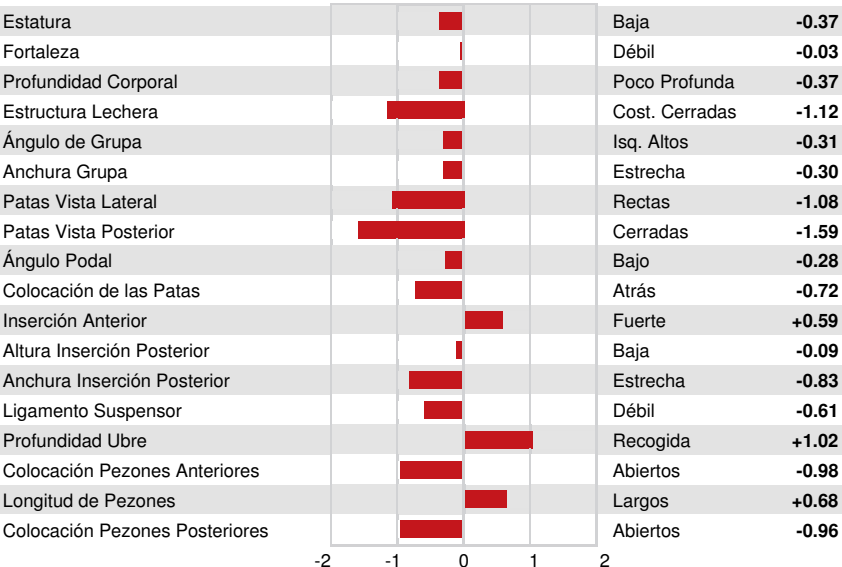 Estatura Baja -0.37
Fortaleza Débil -0.03
Profundidad Corporal Poco Profunda -0.37
Estructura Lechera Cost. Cerradas -1.12
Ángulo de Grupa Isq. Altos -0.31
Anchura Grupa Estrecha -0.30
Patas Vista Lateral Rectas -1.08
Patas Vista Posterior Cerradas -1.59
Ángulo Podal Bajo -0.28
Colocación de las Patas Atrás -0.72
Inserción Anterior Fuerte +0.59
Altura Inserción Posterior Baja -0.09
Anchura Inserción Posterior Estrecha -0.83
Ligamento Suspensor Débil -0.61
Profundidad Ubre Recogida +1.02
Colocación Pezones Anteriores Abiertos -0.98
Longitud de Pezones Largos +0.68
Colocación Pezones Posteriores Abiertos -0.96
-2 -1 0 1 2